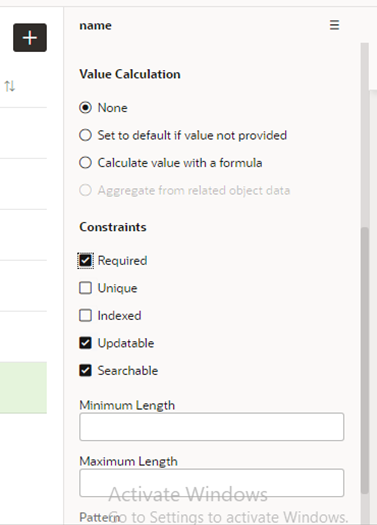 name
Value Calculation
None
Set to default if value not provided
Calculate value with a formula
Aggregate from related object data
Constraints
Required
Unique
Indexed
Updatable
Searchable
Minimum Length
Maximum Length
Activate Windows
Pattern
Go to Settings to activate Windows.